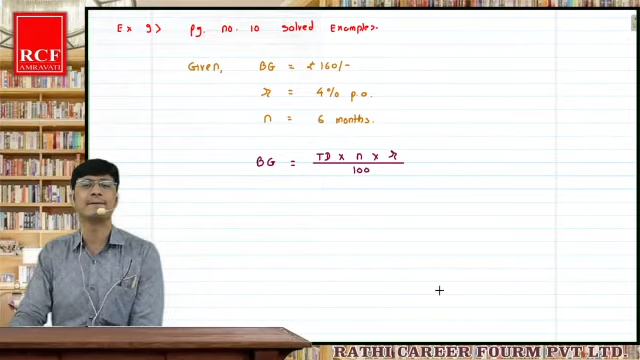 RCF
AMRAVATI
Ex 9> pg. no. 10 solved Examples.
Given, BG = ₹ 160/-
r = 4% p.a.
n = 6 months.
BG = TD x n x r
100
RATHI CAREER FOURM PVT LTD